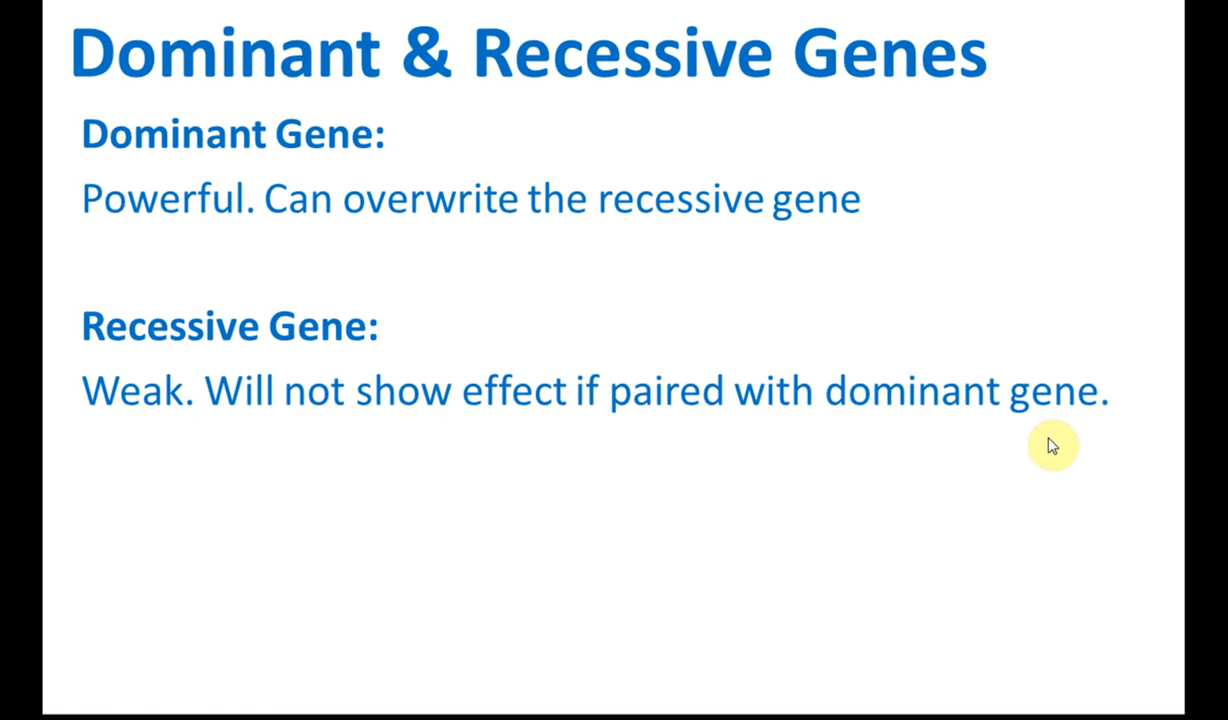 Dominant & Recessive Genes
Dominant Gene:
Powerful. Can overwrite the recessive gene
Recessive Gene:
Weak. Will not show effect if paired with dominant gene.